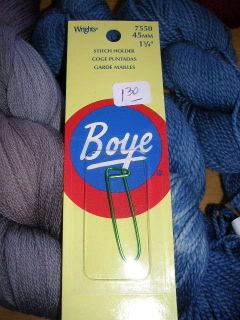 Wrights
7550
45MM
1¾"
STITCH HOLDER
COGE PUNTADAS
GARDE MAILLES
1.30
Boye
®